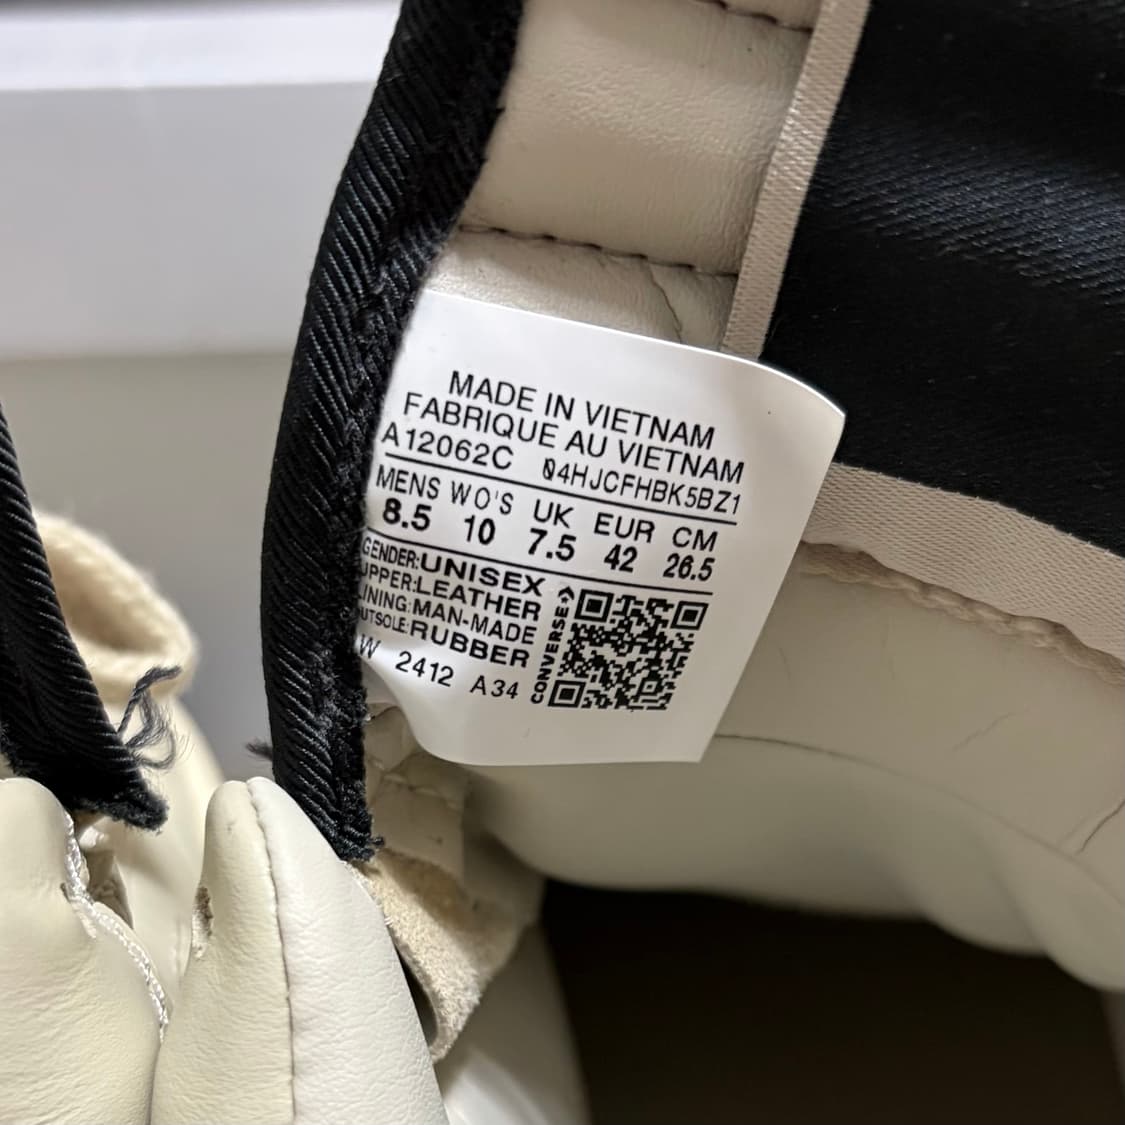 MADE IN VIETNAM
FABRIQUE AU VIETNAM
A12062C 04HJCFHBK5BZ1
MENS WO'S UK EUR CM
8.5 10 7.5 42 26.5
GENDER:UNISEX
UPPER:LEATHER
LINING:MAN-MADE
OUTSOLE:RUBBER
W 2412 A34
CONVERSE